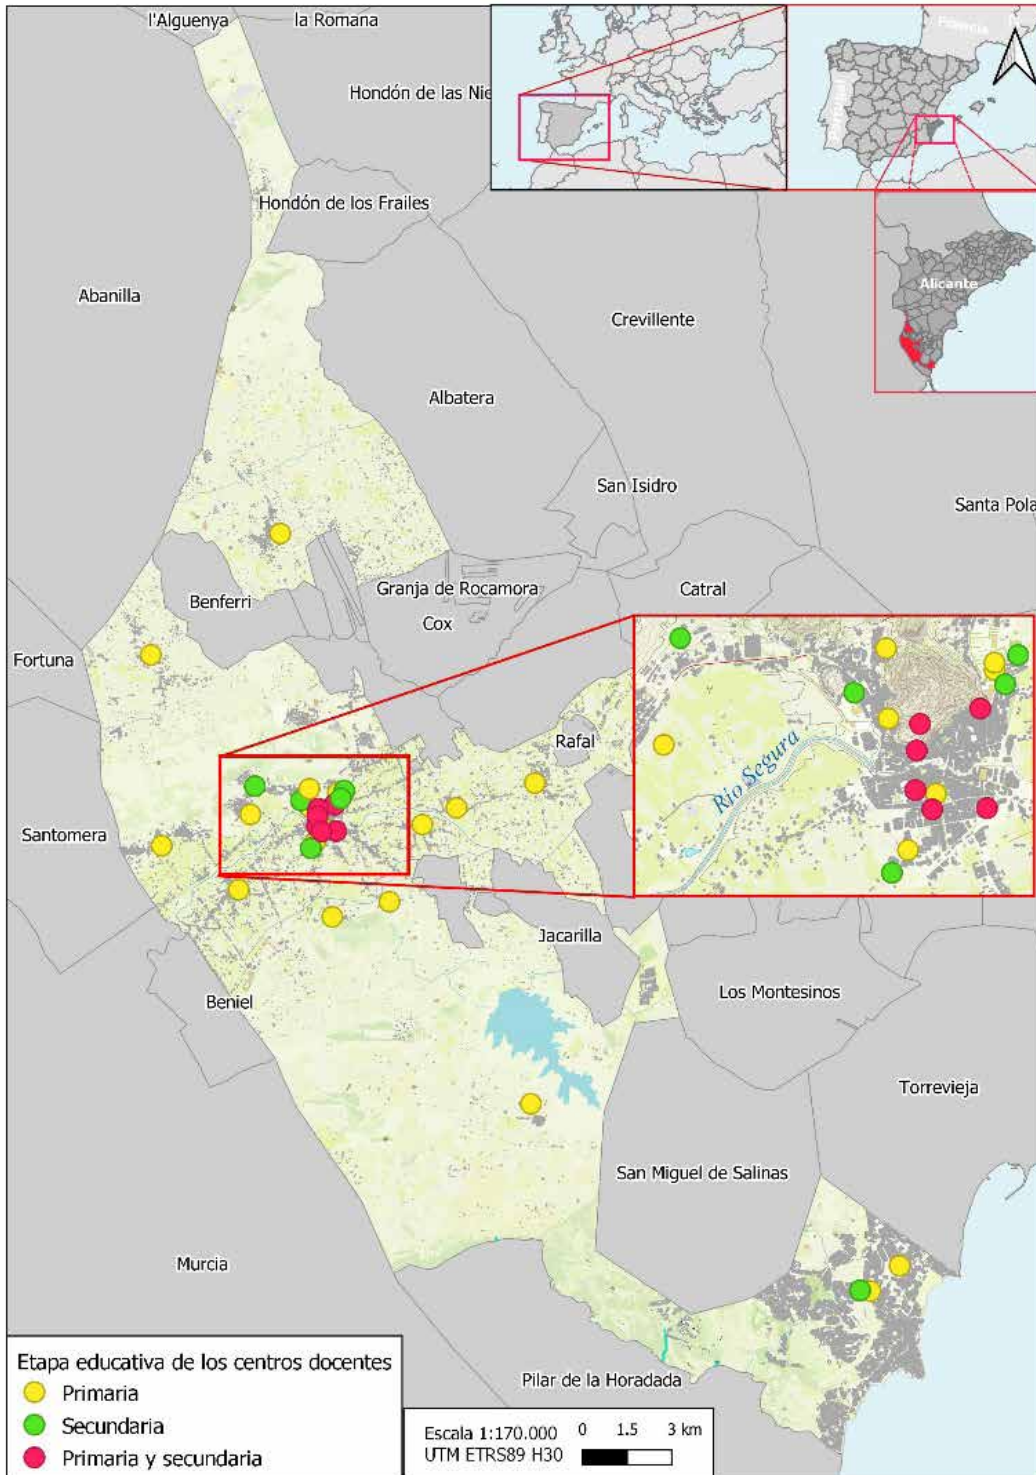 l'Alguenya
la Romana
Francia
Hondón de las Nie
Portugal
Hondón de los Frailes
Alicante
Abanilla
Crevillente
Albatera
San Isidro
Santa Pola
Granja de Rocamora
Catral
Benferri
Cox
Fortuna
Rafal
Río Segura
Santomera
Jacarilla
Los Montesinos
Beniel
Torrevieja
San Miguel de Salinas
Murcia
Pilar de la Horadada
Etapa educativa de los centros docentes
Primaria
Secundaria
Primaria y secundaria
Escala 1:170.000 0 1.5 3 km
UTM ETRS89 H30